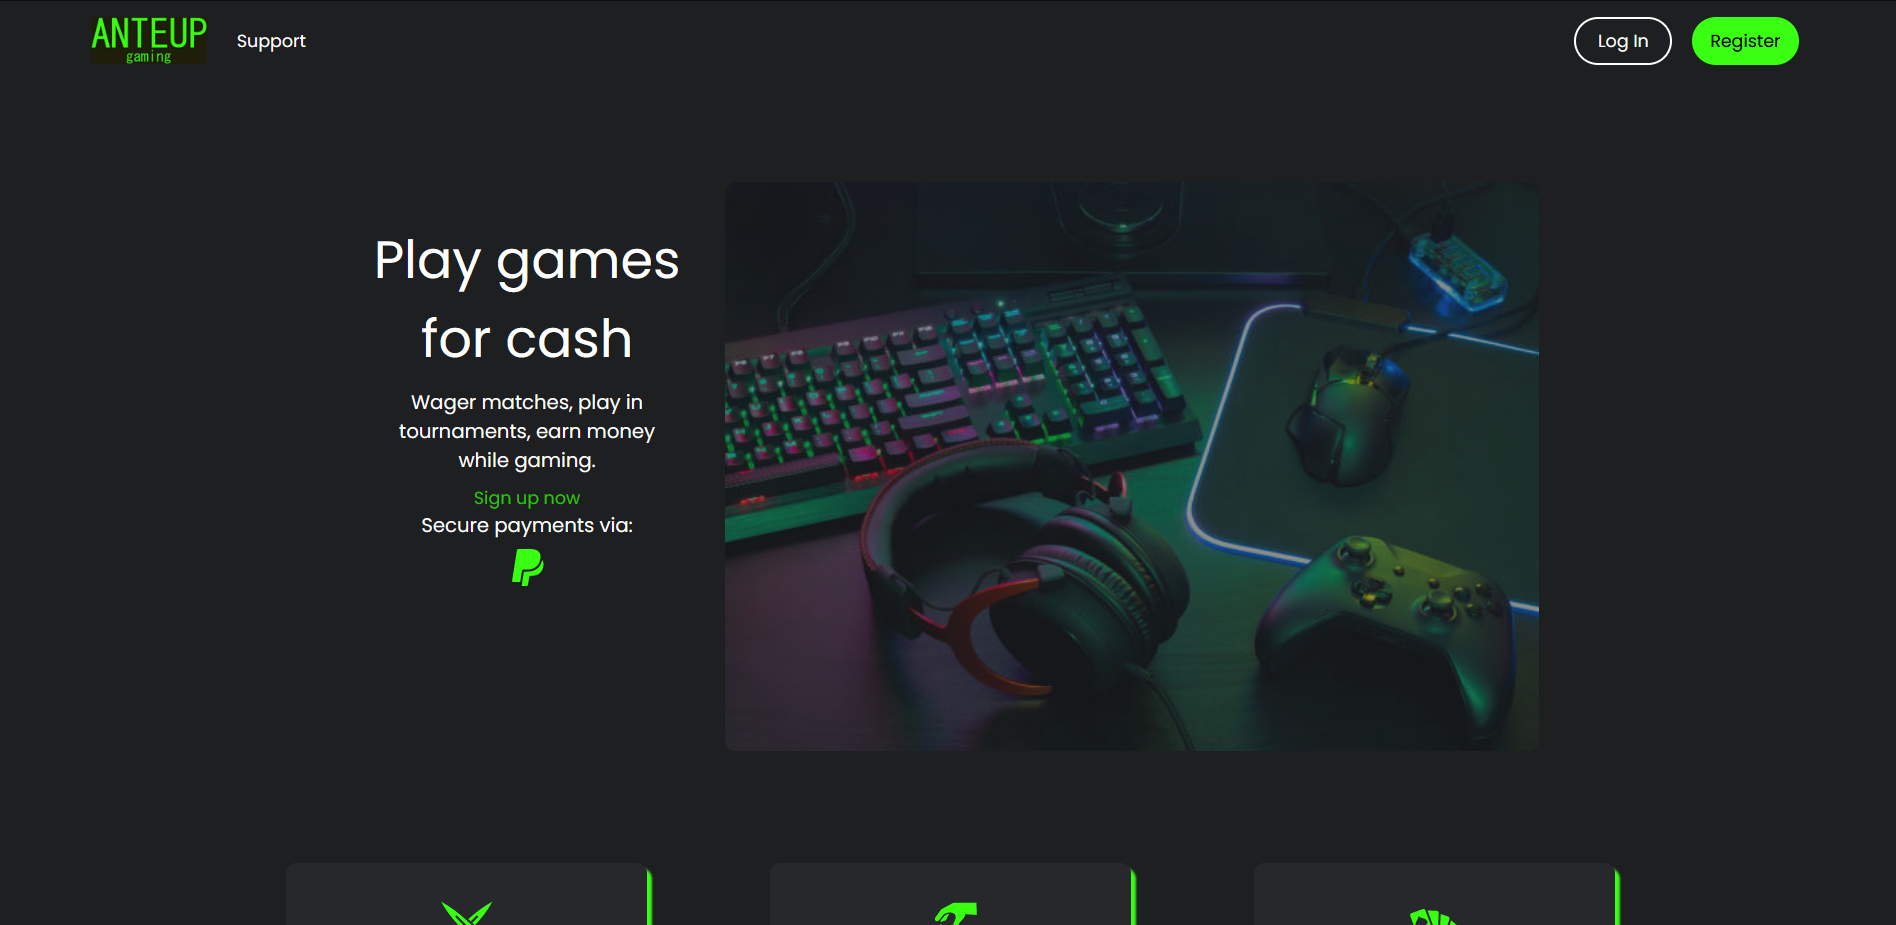 ANTEUP
gaming
Support
Log In
Register
Play games
for cash
Wager matches, play in
tournaments, earn money
while gaming.
Sign up now
Secure payments via: